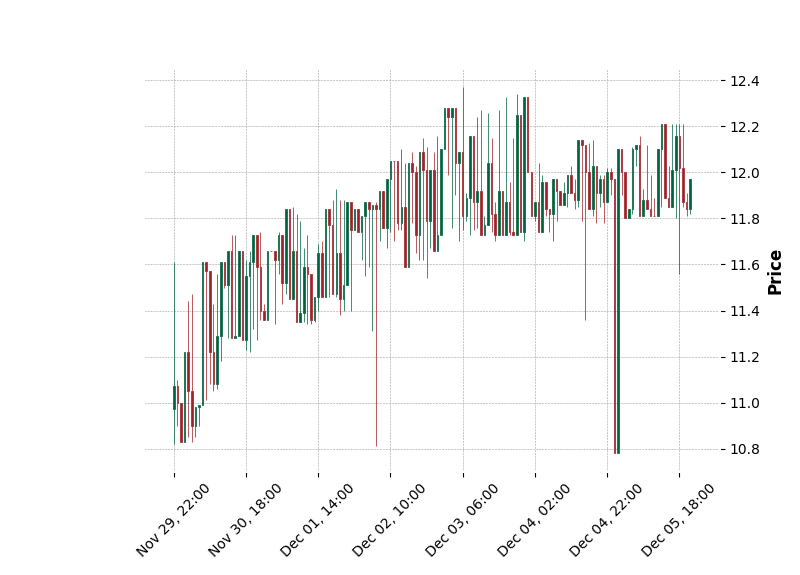 12.4
12.2
12.0
11.8
11.6
11.4
11.2
11.0
10.8
Price
Nov 29, 22:00
Nov 30, 18:00
Dec 01, 14:00
Dec 02, 10:00
Dec 03, 06:00
Dec 04, 02:00
Dec 04, 22:00
Dec 05, 18:00